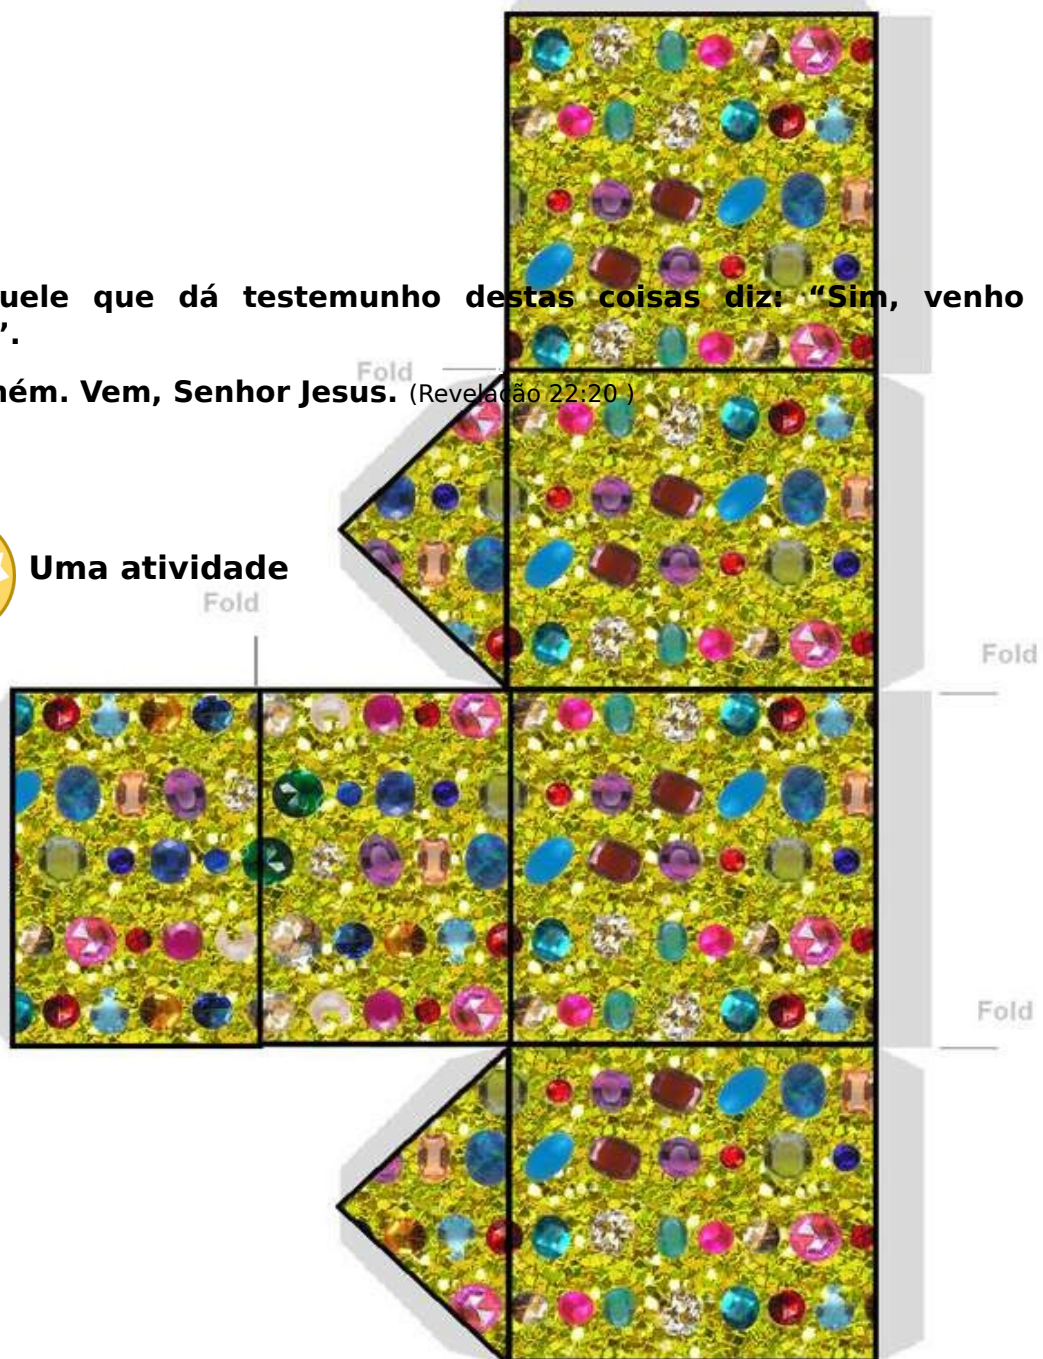 uele que dá testemunho destas coisas diz: “Sim, venho
”.
Fold
ém. Vem, Senhor Jesus. (Revelação 22:20 )
Uma atividade
Fold
Fold
Fold